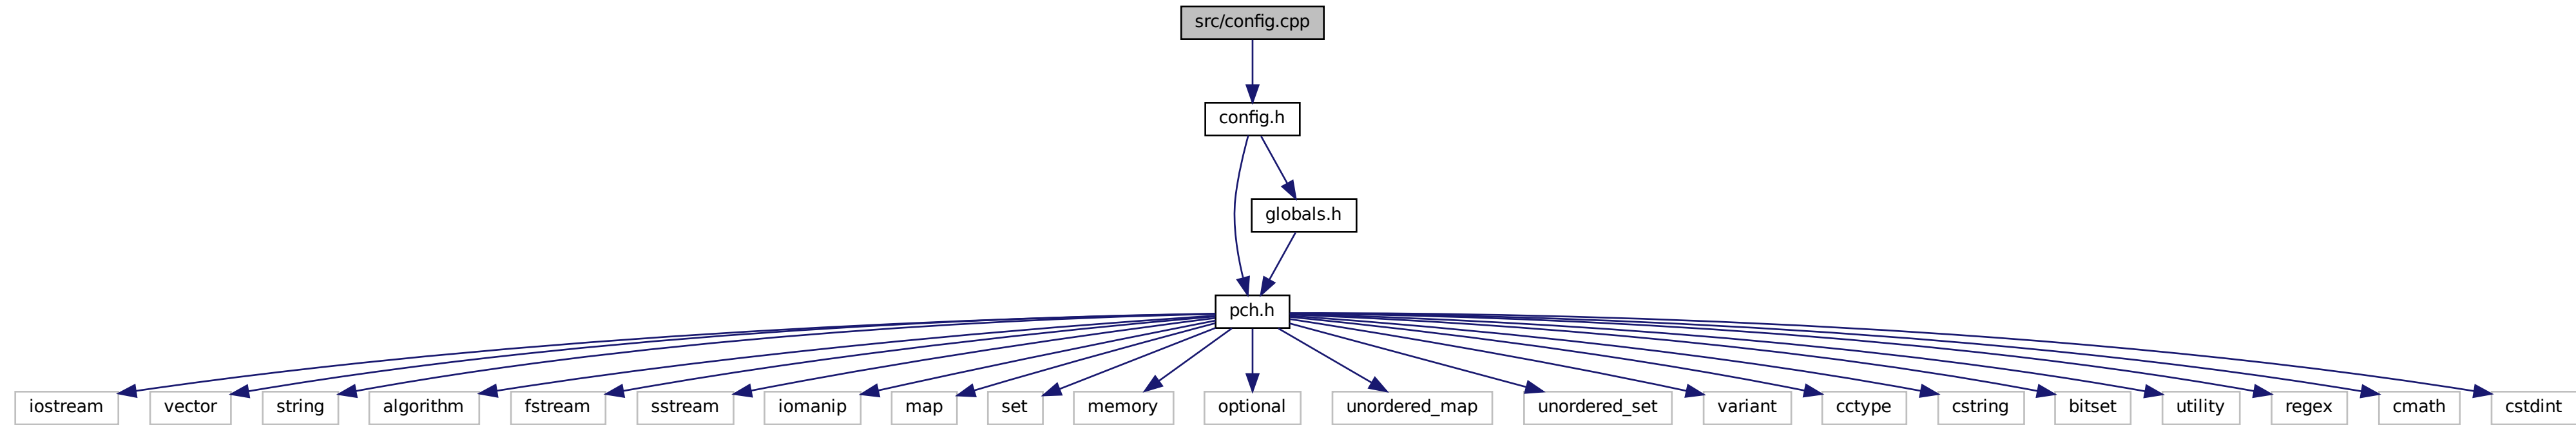 src/config.cpp
config.h
globals.h
pch.h
iostream
vector
string
algorithm
fstream
sstream
iomanip
map
set
memory
optional
unordered_map
unordered_set
variant
cctype
cstring
bitset
utility
regex
cmath
cstdint